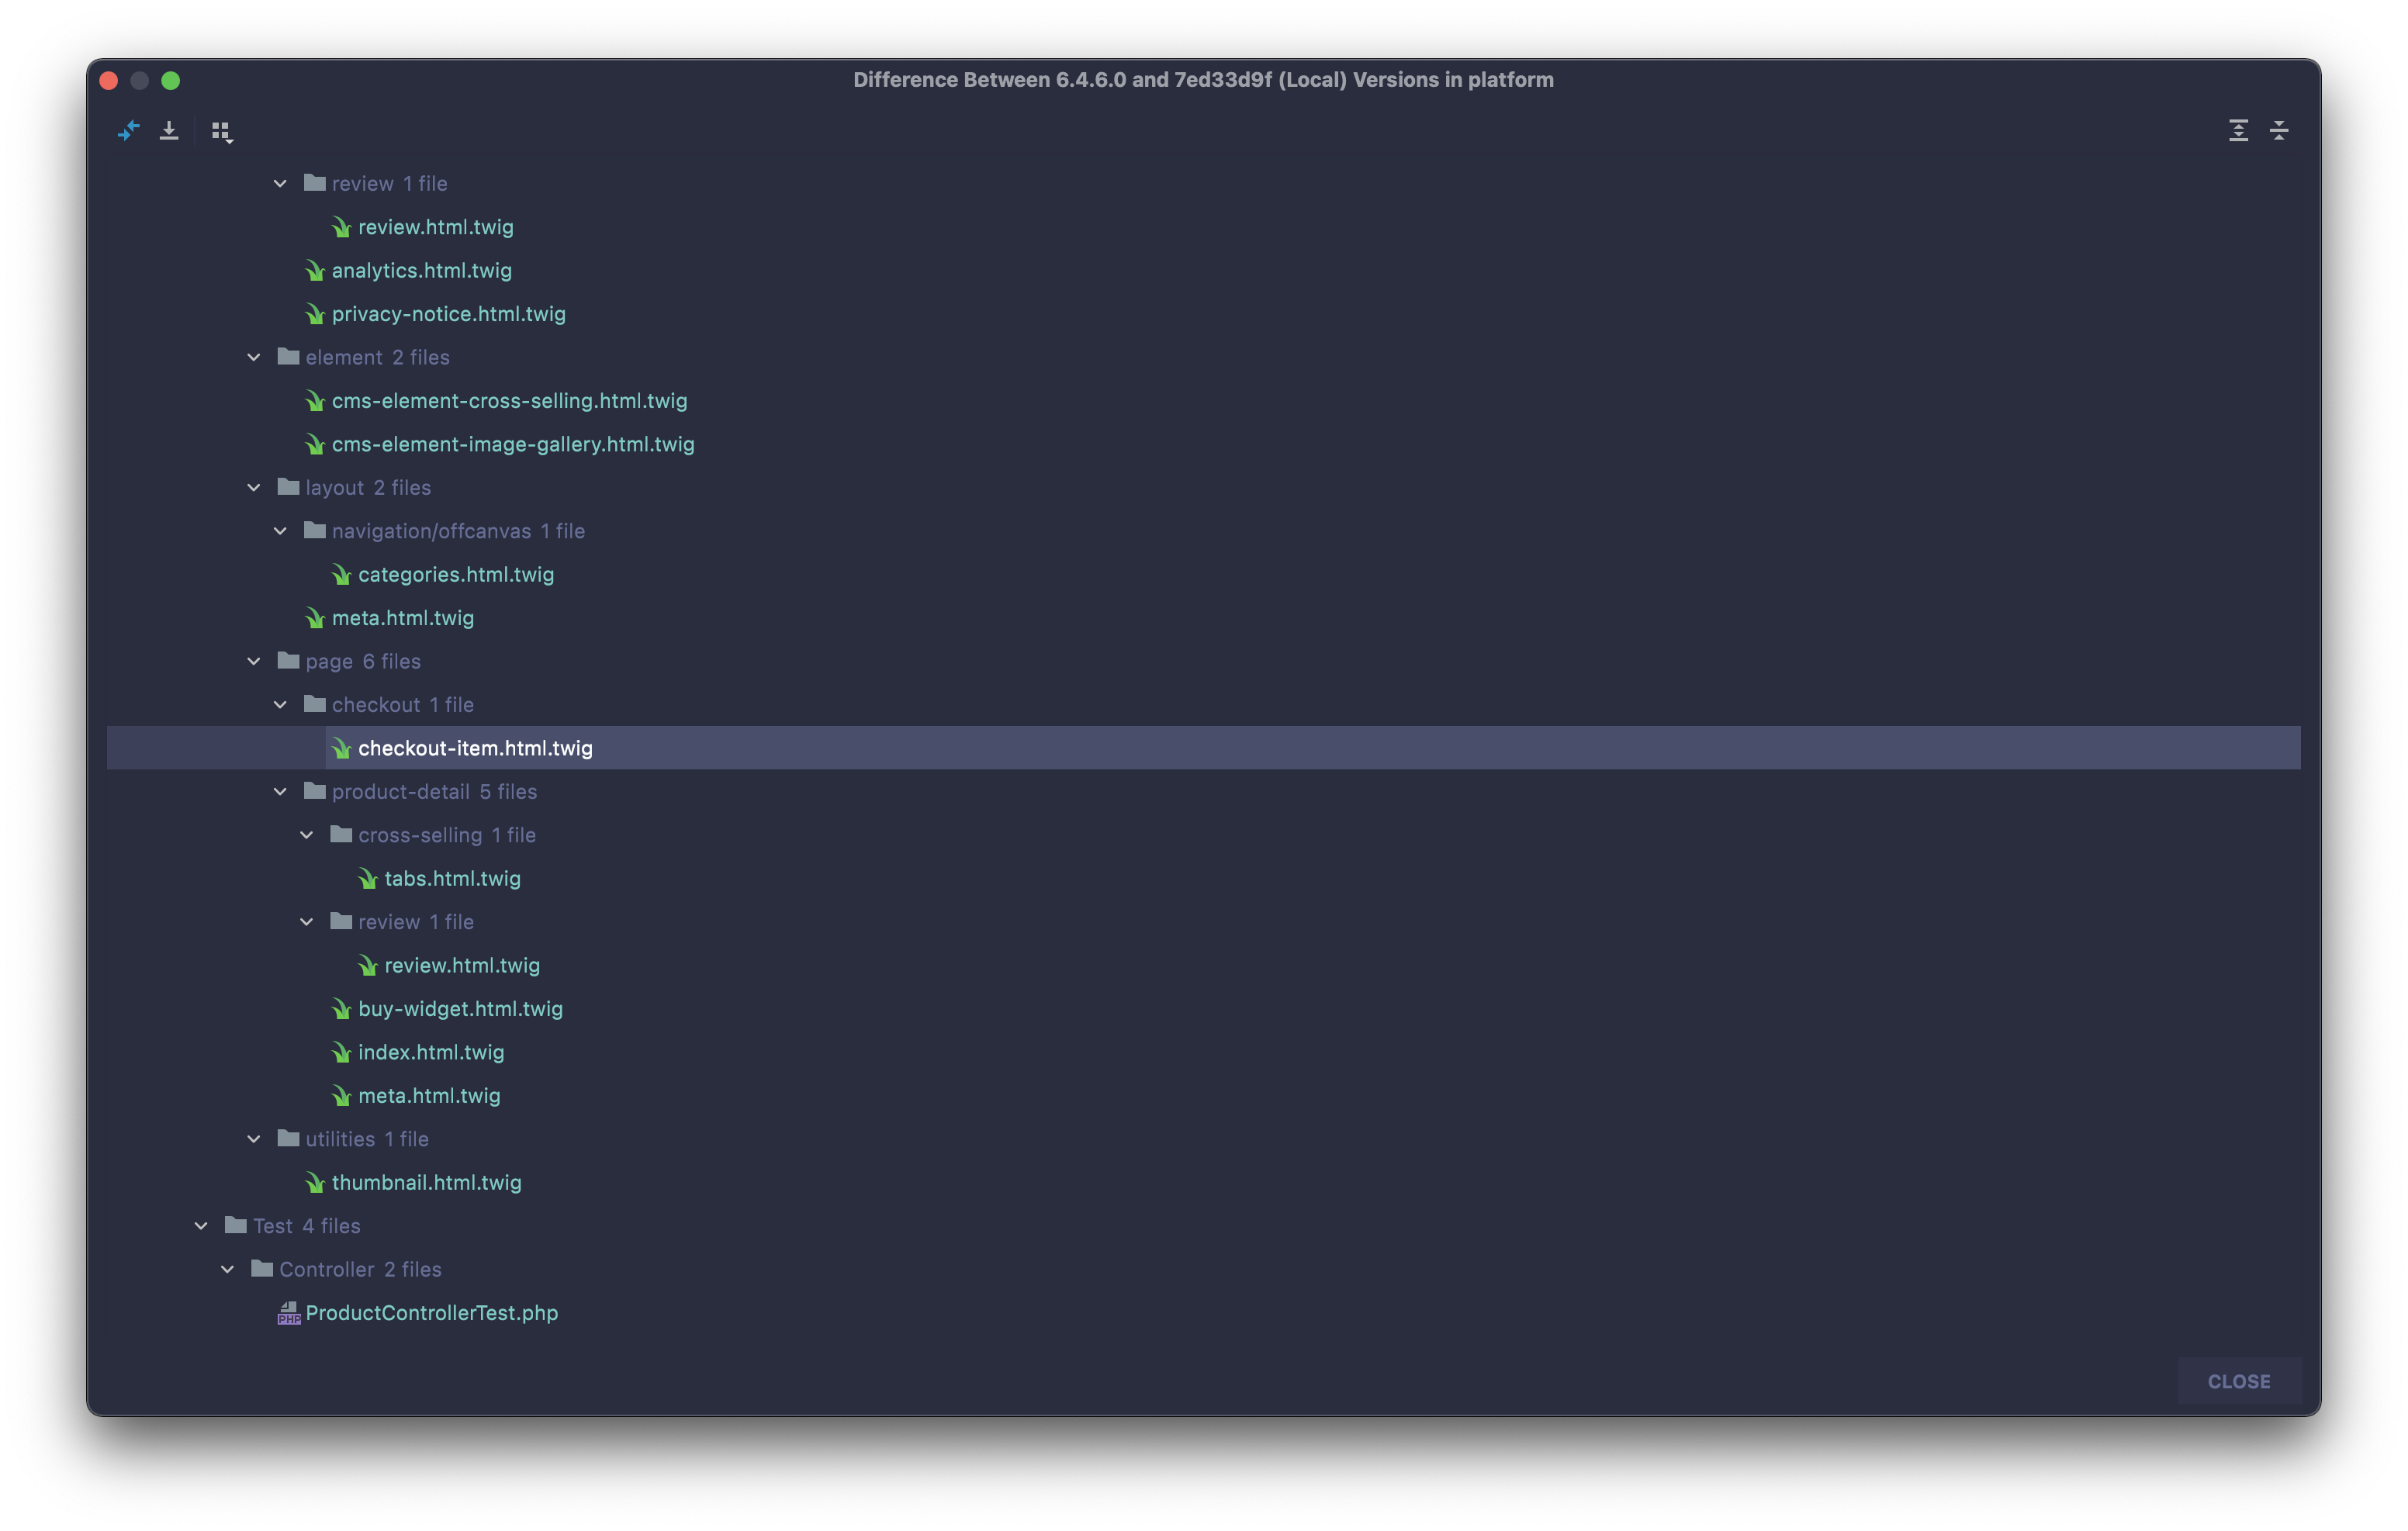 Difference Between 6.4.6.0 and 7ed33d9f (Local) Versions in platform
review 1 file
review.html.twig
analytics.html.twig
privacy-notice.html.twig
element 2 files
cms-element-cross-selling.html.twig
cms-element-image-gallery.html.twig
layout 2 files
navigation/offcanvas 1 file
categories.html.twig
meta.html.twig
page 6 files
checkout 1 file
checkout-item.html.twig
product-detail 5 files
cross-selling 1 file
tabs.html.twig
review 1 file
review.html.twig
buy-widget.html.twig
index.html.twig
meta.html.twig
utilities 1 file
thumbnail.html.twig
Test 4 files
Controller 2 files
PHP ProductControllerTest.php
CLOSE